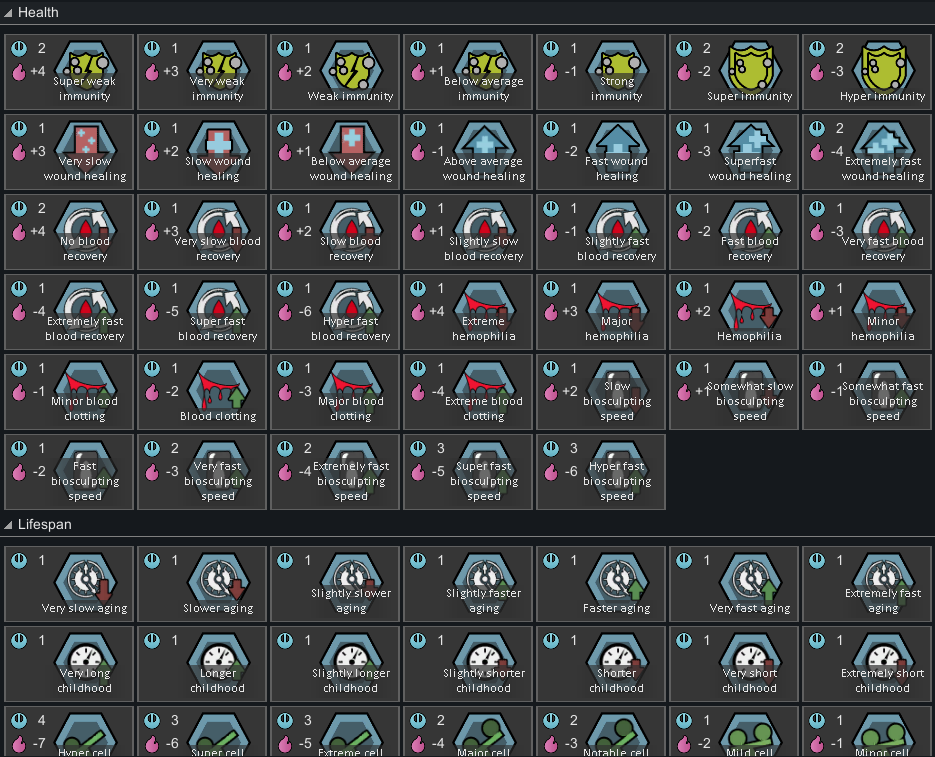 Health
2
+4
Super weak
immunity
1
+3
Very weak
immunity
1
+2
Weak immunity
1
+1
Below average
immunity
1
-1
Strong
immunity
2
-2
Super immunity
2
-3
Hyper immunity
1
+3
Very slow
wound healing
1
+2
Slow wound
healing
1
+1
Below average
wound healing
1
-1
Above average
wound healing
1
-2
Fast wound
healing
1
-3
Superfast
wound healing
2
-4
Extremely fast
wound healing
2
+4
No blood
recovery
1
+3
Very slow blood
recovery
1
+2
Slow blood
recovery
1
+1
Slightly slow
blood recovery
1
-1
Slightly fast
blood recovery
1
-2
Fast blood
recovery
1
-3
Very fast blood
recovery
1
-4
Extremely fast
blood recovery
1
-5
Super fast
blood recovery
1
-6
Hyper fast
blood recovery
1
+4
Extreme
hemophilia
1
+3
Major
hemophilia
1
+2
Hemophilia
1
+1
Minor
hemophilia
1
-1
Minor blood
clotting
1
-2
Blood clotting
1
-3
Major blood
clotting
1
-4
Extreme blood
clotting
1
+2
Slow
biosculpting
speed
1
+1
Somewhat slow
biosculpting
speed
1
-1
Somewhat fast
biosculpting
speed
1
-2
Fast
biosculpting
speed
2
-3
Very fast
biosculpting
speed
2
-4
Extremely fast
biosculpting
speed
3
-5
Super fast
biosculpting
speed
3
-6
Hyper fast
biosculpting
speed
Lifespan
1
Very slow aging
1
Slower aging
1
Slightly slower
aging
1
Slightly faster
aging
1
Faster aging
1
Very fast aging
1
Extremely fast
aging
1
Very long
childhood
1
Longer
childhood
1
Slightly longer
childhood
1
Slightly shorter
childhood
1
Shorter
childhood
1
Very short
childhood
1
Extremely short
childhood
4
-7
Hyper cell
3
-6
Super cell
3
-5
Extreme cell
2
-4
Major cell
2
-3
Notable cell
1
-2
Mild cell
1
-1
Minor cell